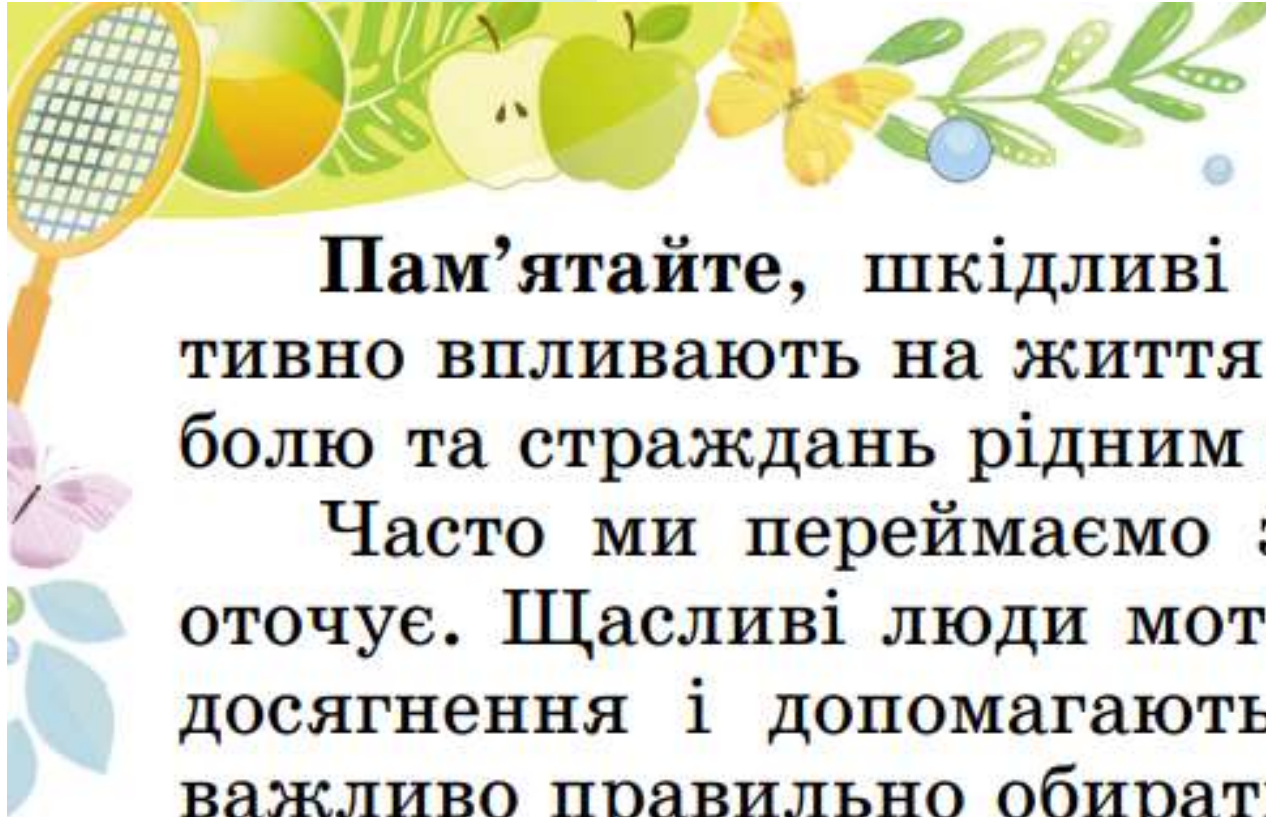 Пам’ятайте, шкідливі
тивно впливають на життя
болю та страждань рідним
Часто ми переймаємо
оточує. Щасливі люди мот
досягнення і допомагають
важливо правильно обирати